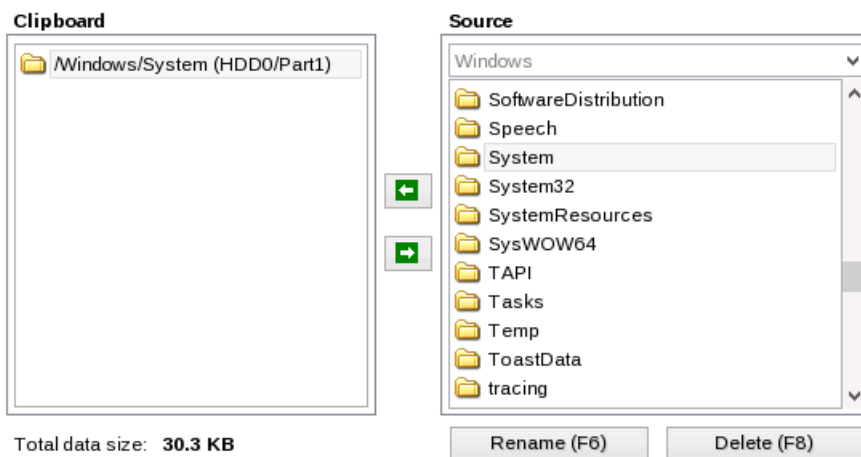 Clipboard
/Windows/System (HDD0/Part1)
Total data size: 30.3 KB
Source
Windows
SoftwareDistribution
Speech
System
System32
SystemResources
SysWOW64
TAPI
Tasks
Temp
ToastData
tracing
Rename (F6)
Delete (F8)